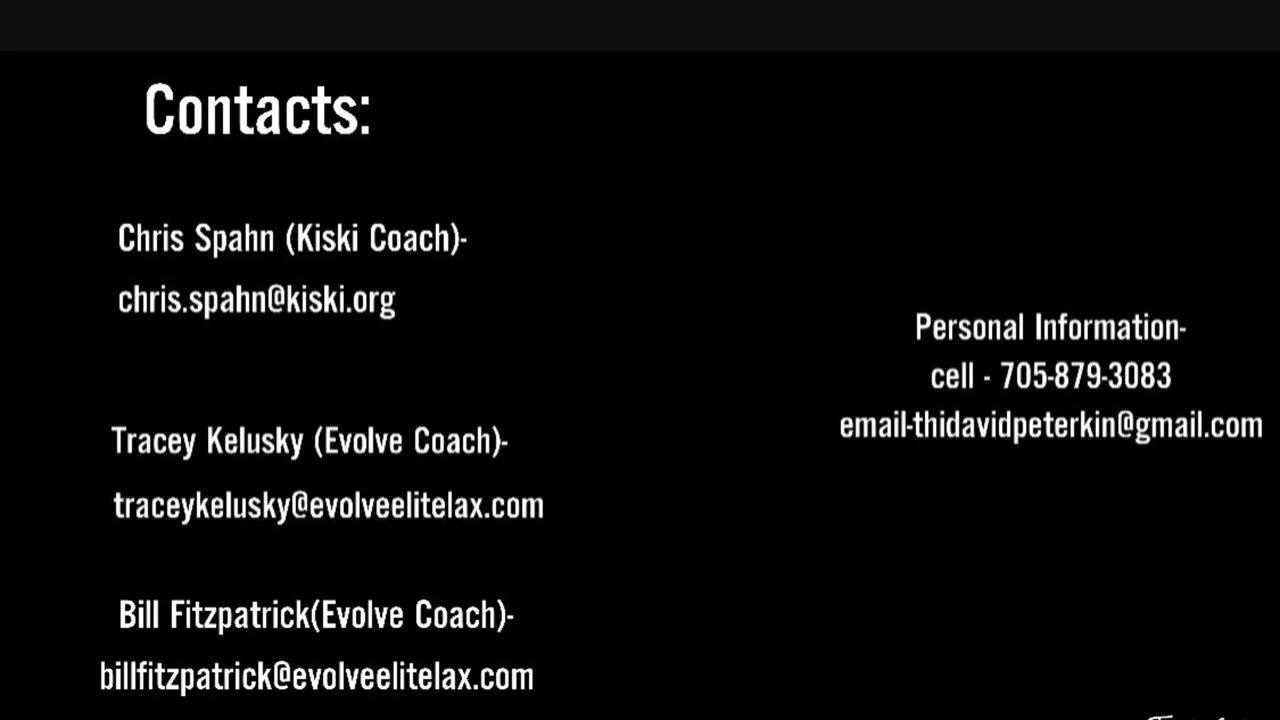 Contacts:
Chris Spahn (Kiski Coach)-
chris.spahn@kiski.org
Tracey Kelusky (Evolve Coach)-
traceykelusky@evolveelitelax.com
Bill Fitzpatrick(Evolve Coach)-
billfitzpatrick@evolveelitelax.com
Personal Information-
cell - 705-879-3083
email-thidavidpeterkin@gmail.com